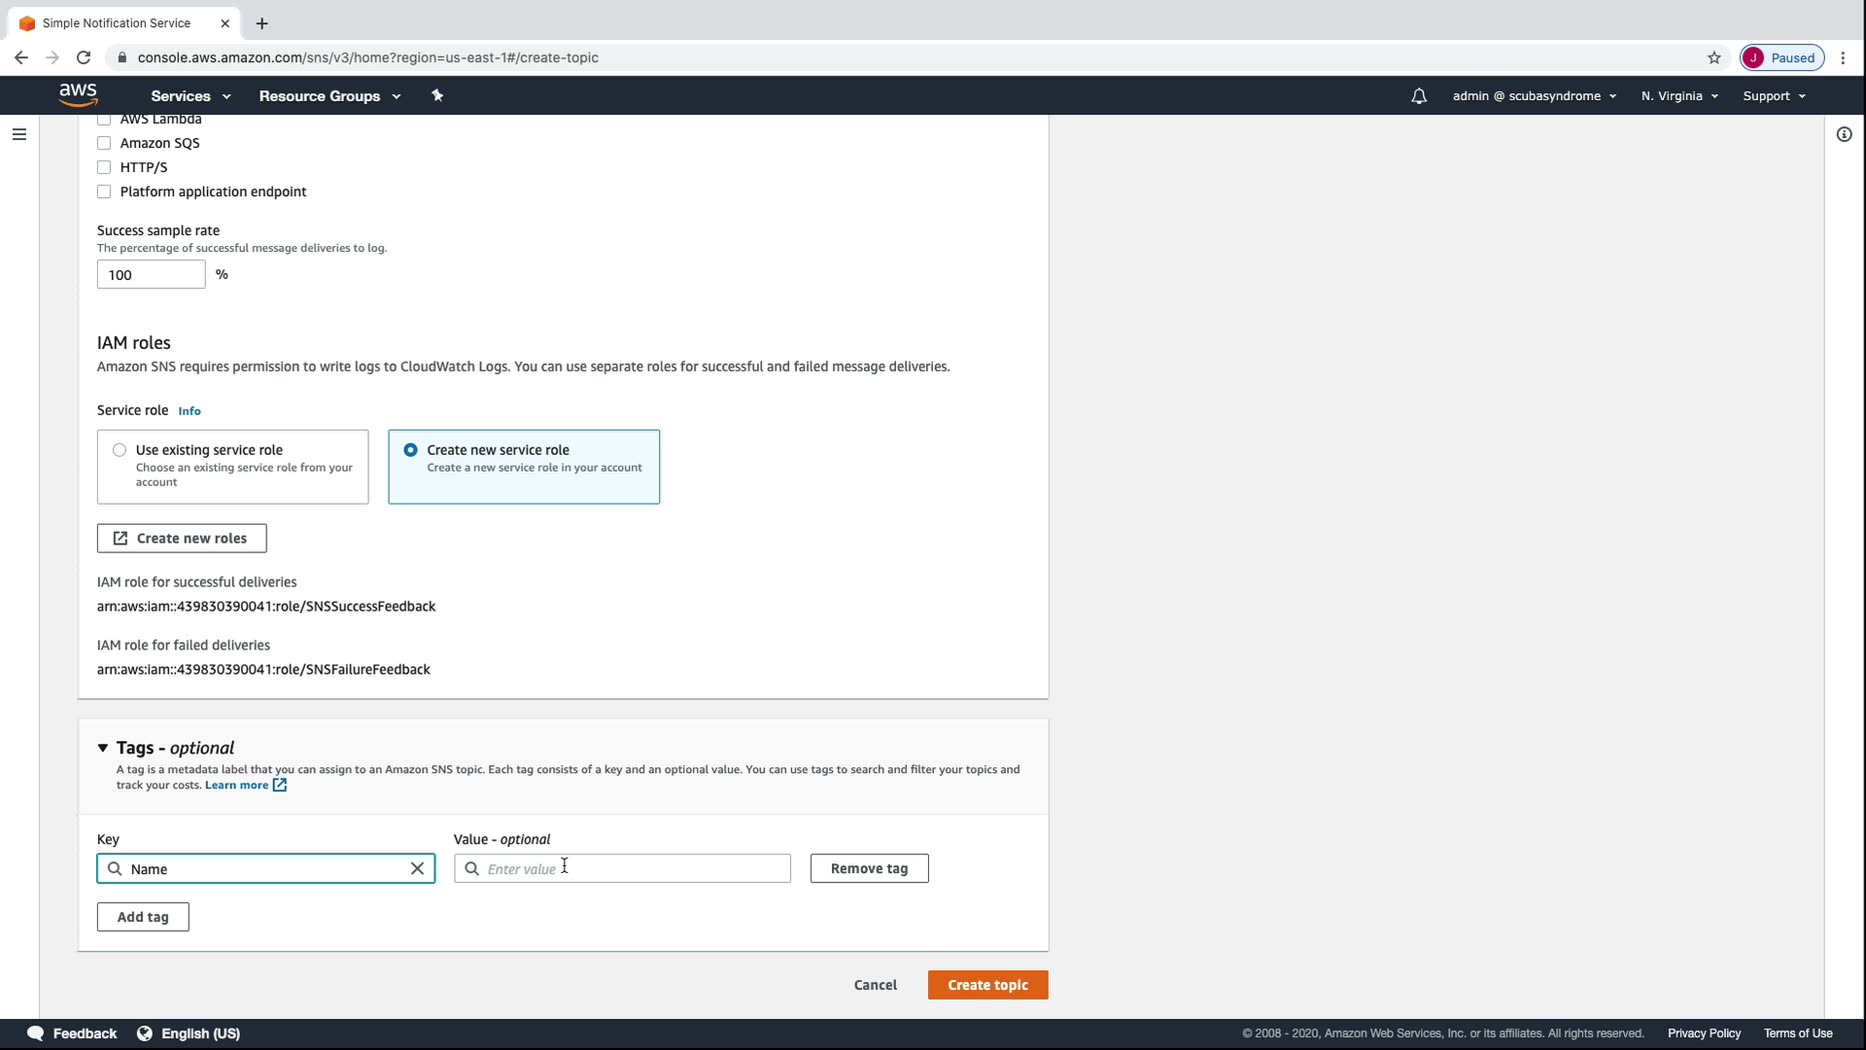 Simple Notification Service
console.aws.amazon.com/sns/v3/home?region=us-east-1#/create-topic
J Paused
aws Services Resource Groups admin @ scubasyndrome N. Virginia Support
AWS Lambda
Amazon SQS
HTTP/S
Platform application endpoint
Success sample rate
The percentage of successful message deliveries to log.
100 %
IAM roles
Amazon SNS requires permission to write logs to CloudWatch Logs. You can use separate roles for successful and failed message deliveries.
Service role Info
Use existing service role
Choose an existing service role from your
account
Create new service role
Create a new service role in your account
Create new roles
IAM role for successful deliveries
arn:aws:iam::439830390041:role/SNSSuccessFeedback
IAM role for failed deliveries
arn:aws:iam::439830390041:role/SNSFailureFeedback
Tags - optional
A tag is a metadata label that you can assign to an Amazon SNS topic. Each tag consists of a key and an optional value. You can use tags to search and filter your topics and
track your costs. Learn more
Key Value - optional
Name Enter value Remove tag
Add tag
Cancel Create topic
Feedback English (US) © 2008 - 2020, Amazon Web Services, Inc. or its affiliates. All rights reserved. Privacy Policy Terms of Use